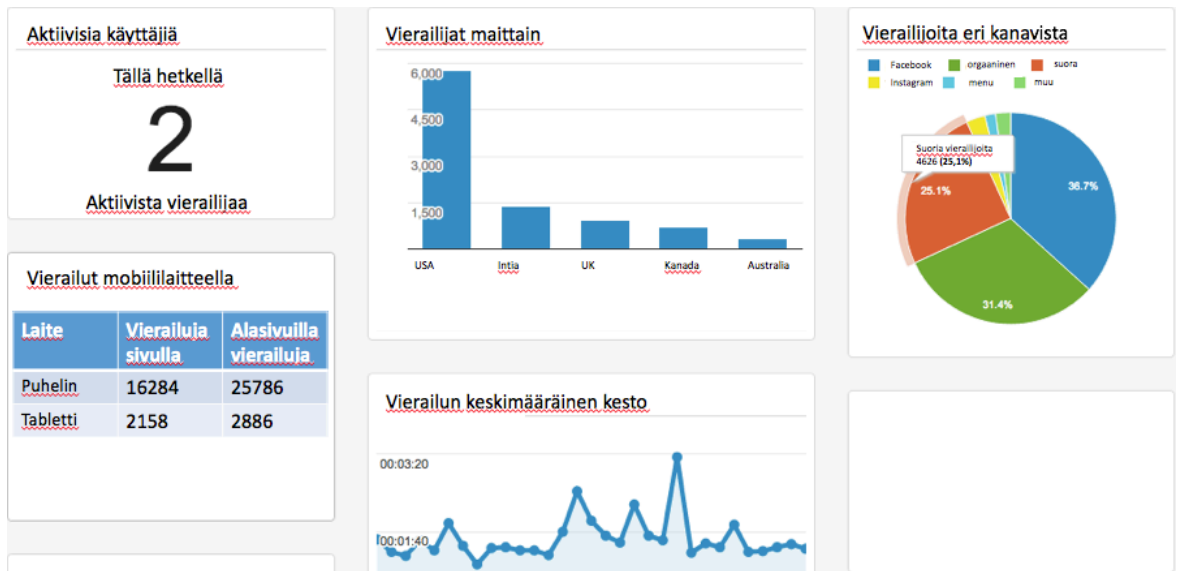 Aktiivisia käyttäjiä
Tällä hetkellä
2
Aktiivista vierailijaa
Vierailut mobiililaitteella
Laite Vierailuja sivulla Alasivuilla vierailuja
Puhelin 16284 25786
Tabletti 2158 2886
Vierailijat maittain
6,000
4,500
3,000
1,500
USA Intia UK Kanada Australia
Vierailun keskimääräinen kesto
00:03:20
00:01:40
Vierailijoita eri kanavista
Facebook orgaaninen suora
Instagram menu muu
Suoria vierailijoita
4626 (25,1%)
25.1%
36.7%
31.4%